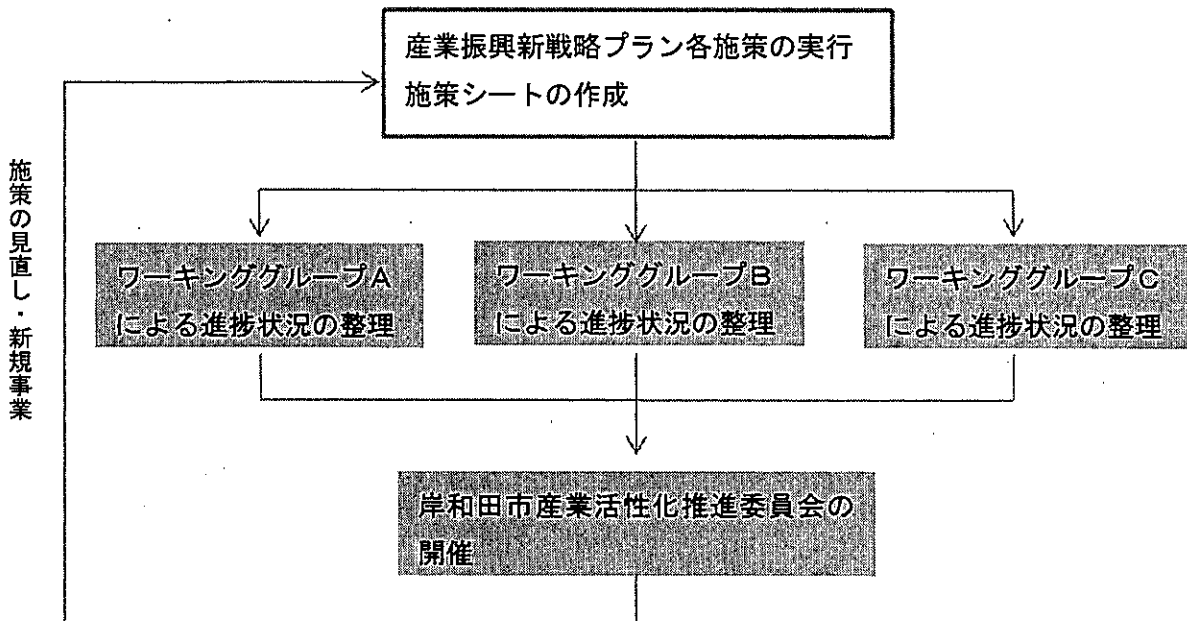 産業振興新戦略プラン各施策の実行
施策シートの作成
施策の見直し・新規事業
ワーキンググループA
による進捗状況の整理
ワーキンググループB
による進捗状況の整理
ワーキンググループC
による進捗状況の整理
岸和田市産業活性化推進委員会の
開催